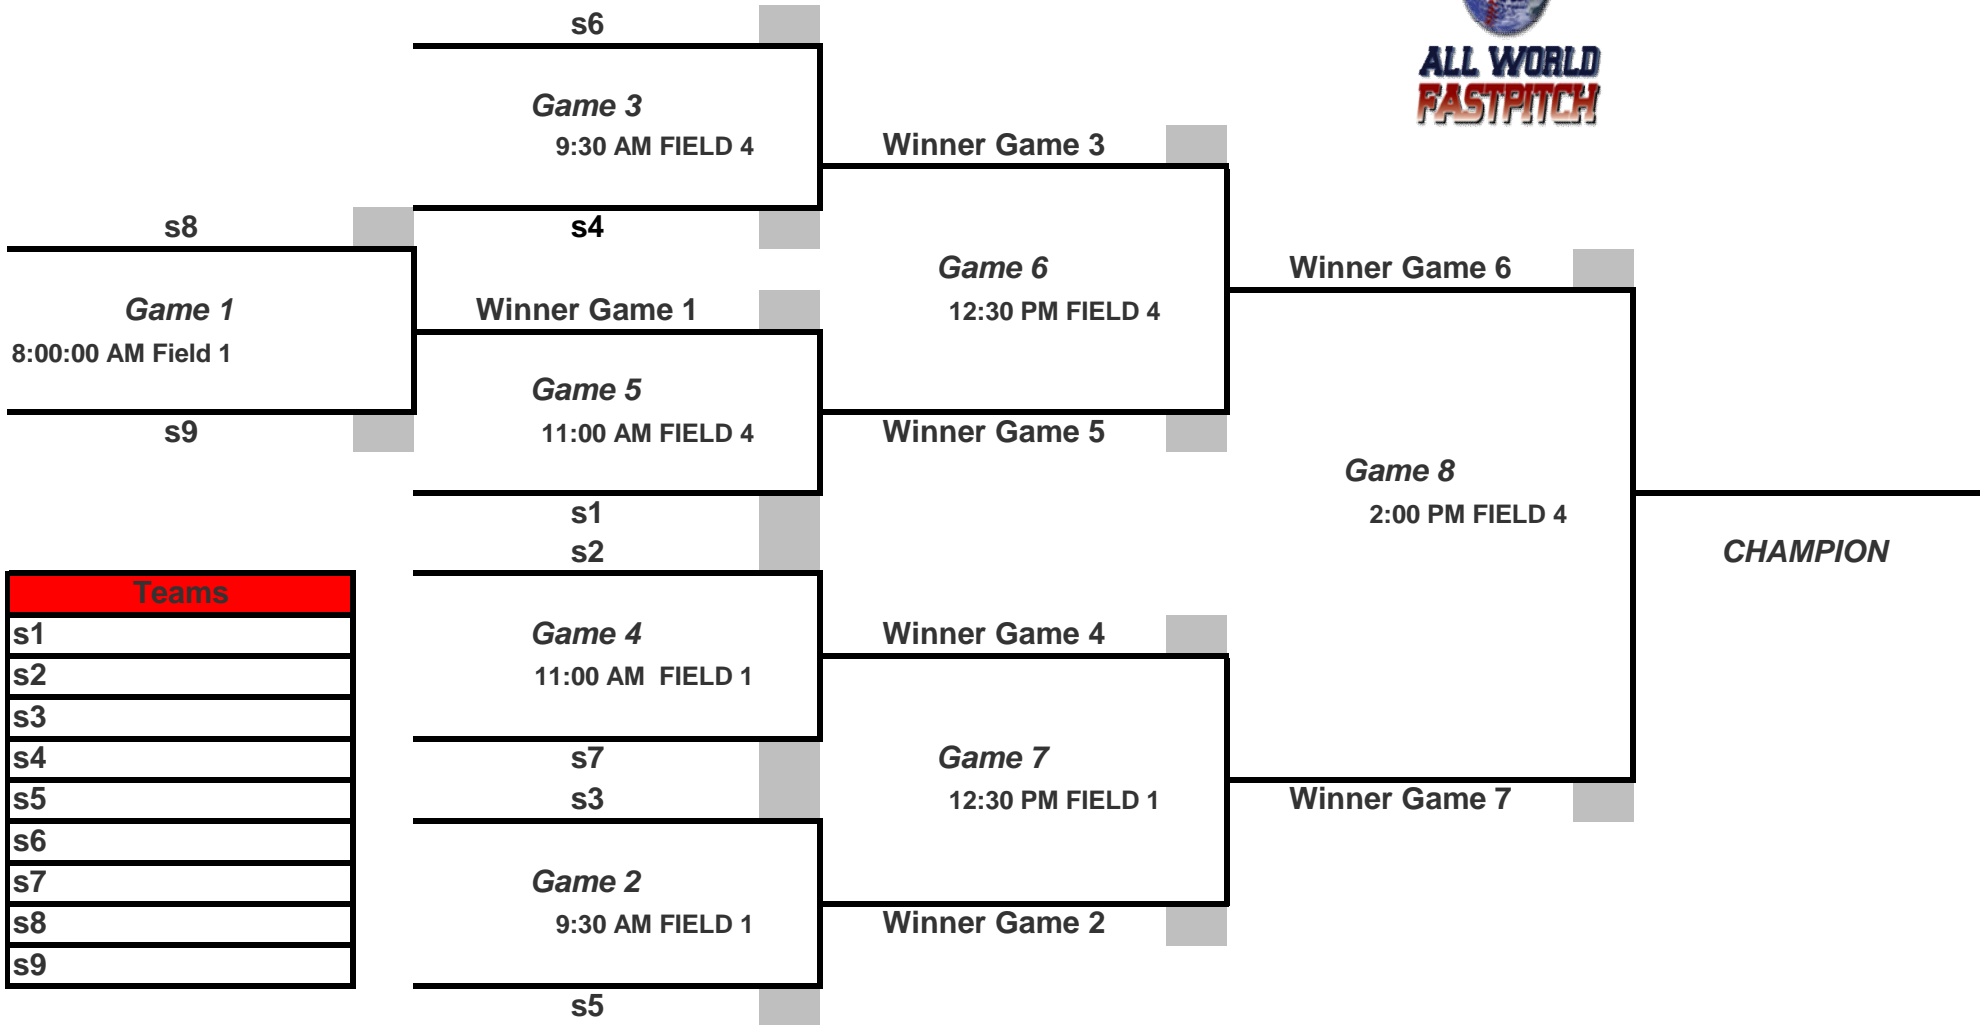 s6
ALL WORLD
FASTPITCH
Game 3
9:30 AM FIELD 4
Winner Game 3
s8
s4
Game 6
Winner Game 6
Game 1
Winner Game 1
12:30 PM FIELD 4
8:00:00 AM Field 1
Game 5
s9
11:00 AM FIELD 4
Winner Game 5
Game 8
s1
2:00 PM FIELD 4
s2
CHAMPION
Teams
s1
Game 4
Winner Game 4
s2
11:00 AM FIELD 1
s3
s4
s7
Game 7
s5
s3
12:30 PM FIELD 1
Winner Game 7
s6
s7
Game 2
s8
9:30 AM FIELD 1
Winner Game 2
s9
s5